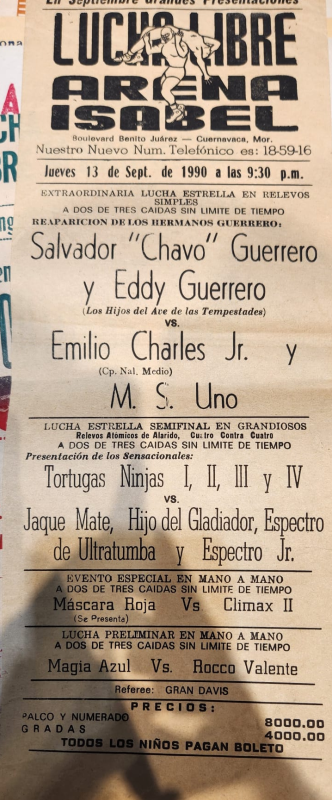 En Septiembre Grandes Presentaciones
LUCHA LIBRE
ARENA
ISABEL
Boulevard Benito Juárez — Cuernavaca, Mor.
Nuestro Nuevo Num. Telefónico es: 18-59-16
Jueves 13 de Sept. de 1990 a las 9:30 p.m.
EXTRAORDINARIA LUCHA ESTRELLA EN RELEVOS
SIMPLES
A DOS DE TRES CAIDAS SIN LIMITE DE TIEMPO
REAPARICION DE LOS HERMANOS GUERRERO:
Salvador "Chavo" Guerrero
y Eddy Guerrero
(Los Hijos del Ave de las Tempestades)
VS.
Emilio Charles Jr. y
(Cp. Nal. Medio)
M. S. Uno
LUCHA ESTRELLA SEMIFINAL EN GRANDIOSOS
Relevos Atómicos de Alarido, Cuatro Contra Cuatro
A DOS DE TRES CAIDAS SIN LIMITE DE TIEMPO
Presentación de los Sensacionales:
Tortugas Ninjas I, II, III y IV
VS.
Jaque Mate, Hijo del Gladiador, Espectro
de Ultratumba y Espectro Jr.
EVENTO ESPECIAL EN MANO A MANO
A DOS DE TRES CAIDAS SIN LIMITE DE TIEMPO
Máscara Roja Vs Climax II
(Se Presenta)
LUCHA PRELIMINAR EN MANO A MANO
A DOS DE TRES CAIDAS SIN LIMITE DE TIEMPO
Magia Azul Vs. Rocco Valente
Referee: GRAN DAVIS
PRECIOS:
PALCO Y NUMERADO 8000.00
GRADAS 4000.00
TODOS LOS NIÑOS PAGAN BOLETO